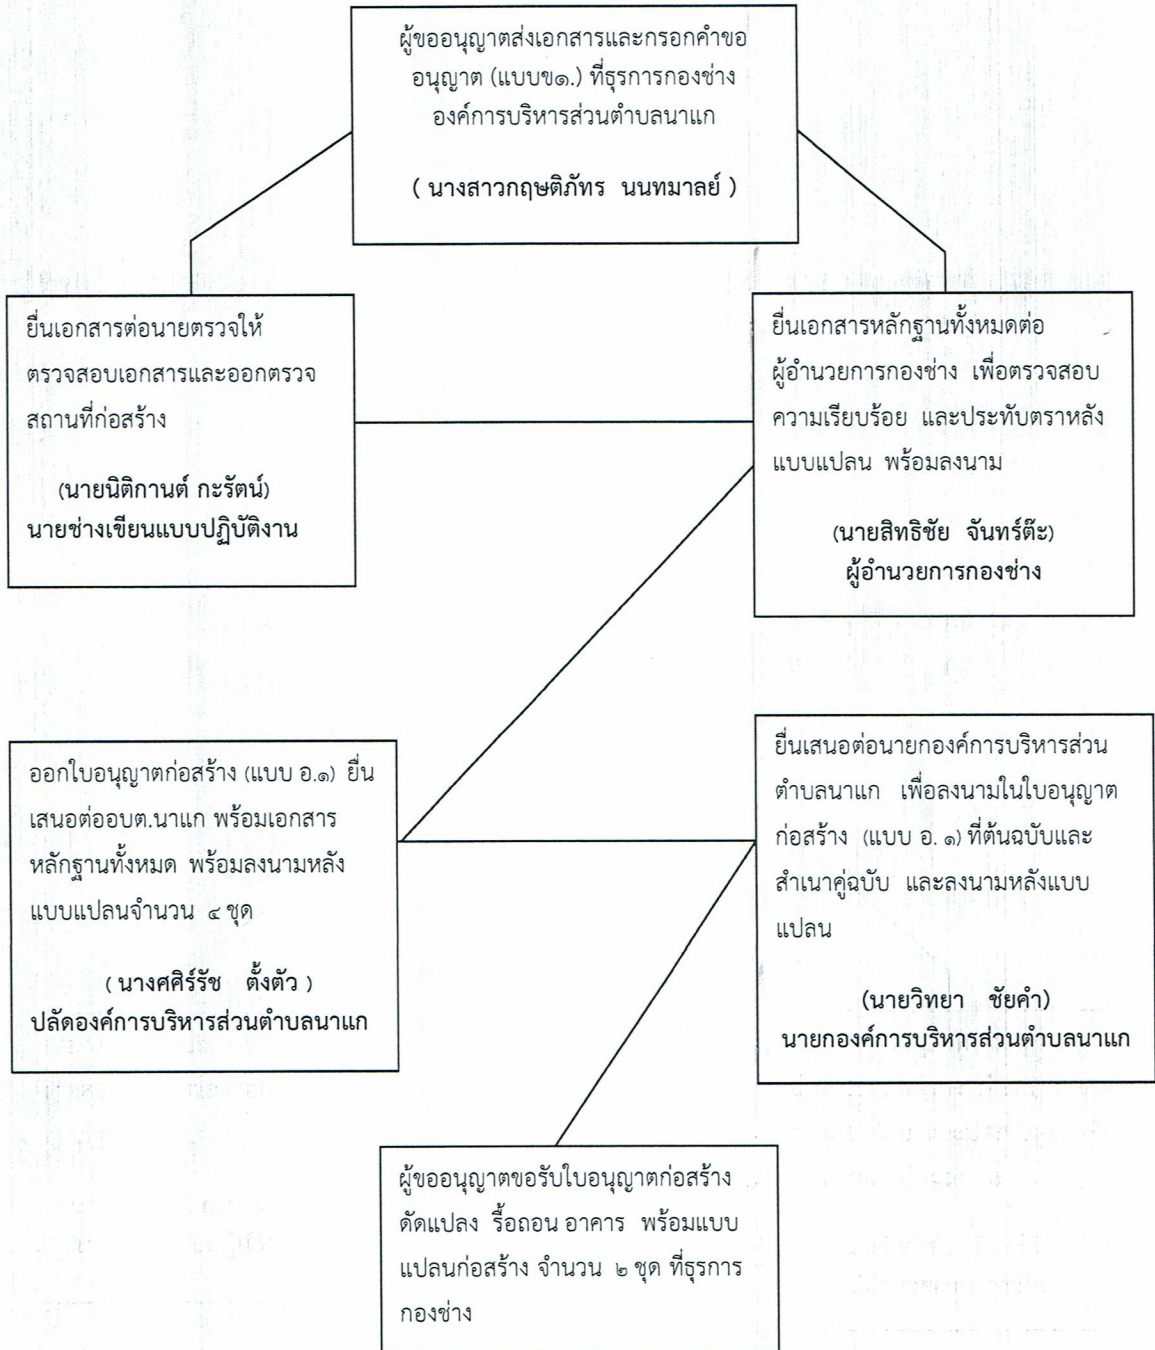 ผู้ขออนุญาตส่งเอกสารและกรอกคำขอ
อนุญาต (แบบข๑.) ที่ธุรการกองช่าง
องค์การบริหารส่วนตำบลนาแก
( นางสาวกฤษติภัทร นนทมาลย์ )
ยื่นเอกสารต่อนายตรวจให้
ตรวจสอบเอกสารและออกตรวจ
สถานที่ก่อสร้าง
(นายนิติกานต์ กะรัตน์)
นายช่างเขียนแบบปฏิบัติงาน
ยื่นเอกสารหลักฐานทั้งหมดต่อ
ผู้อำนวยการกองช่าง เพื่อตรวจสอบ
ความเรียบร้อย และประทับตราหลัง
แบบแปลน พร้อมลงนาม
(นายสิทธิชัย จันทร์ต๊ะ)
ผู้อำนวยการกองช่าง
ออกใบอนุญาตก่อสร้าง (แบบ อ.๑) ยื่น
เสนอต่ออบต.นาแก พร้อมเอกสาร
หลักฐานทั้งหมด พร้อมลงนามหลัง
แบบแปลนจำนวน ๔ ชุด
( นางศศิร์รัช ตั้งตัว )
ปลัดองค์การบริหารส่วนตำบลนาแก
ยื่นเสนอต่อนายกองค์การบริหารส่วน
ตำบลนาแก เพื่อลงนามในใบอนุญาต
ก่อสร้าง (แบบ อ. ๑) ที่ต้นฉบับและ
สำเนาคู่ฉบับ และลงนามหลังแบบ
แปลน
(นายวิทยา ชัยคำ)
นายกองค์การบริหารส่วนตำบลนาแก
ผู้ขออนุญาตขอรับใบอนุญาตก่อสร้าง
ดัดแปลง รื้อถอน อาคาร พร้อมแบบ
แปลนก่อสร้าง จำนวน ๒ ชุด ที่ธุรการ
กองช่าง